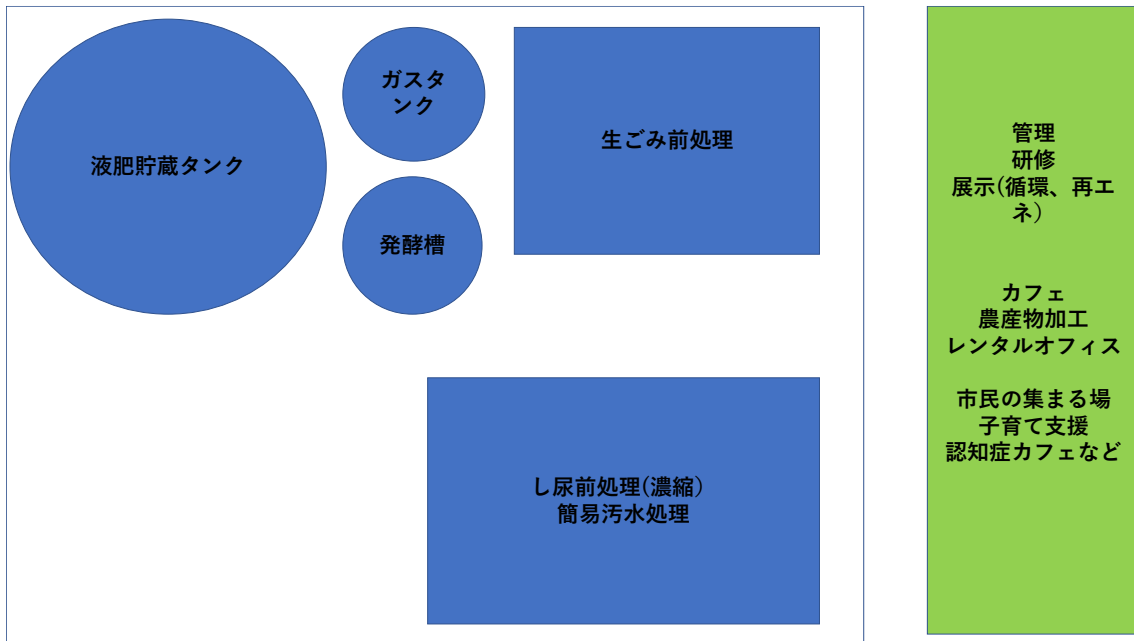 液肥貯蔵タンク
ガスタ
ンク
発酵槽
生ごみ前処理
し尿前処理(濃縮)
簡易汚水処理
管理
研修
展示(循環、再エ
ネ)
カフェ
農産物加工
レンタルオフィス
市民の集まる場
子育て支援
認知症カフェなど